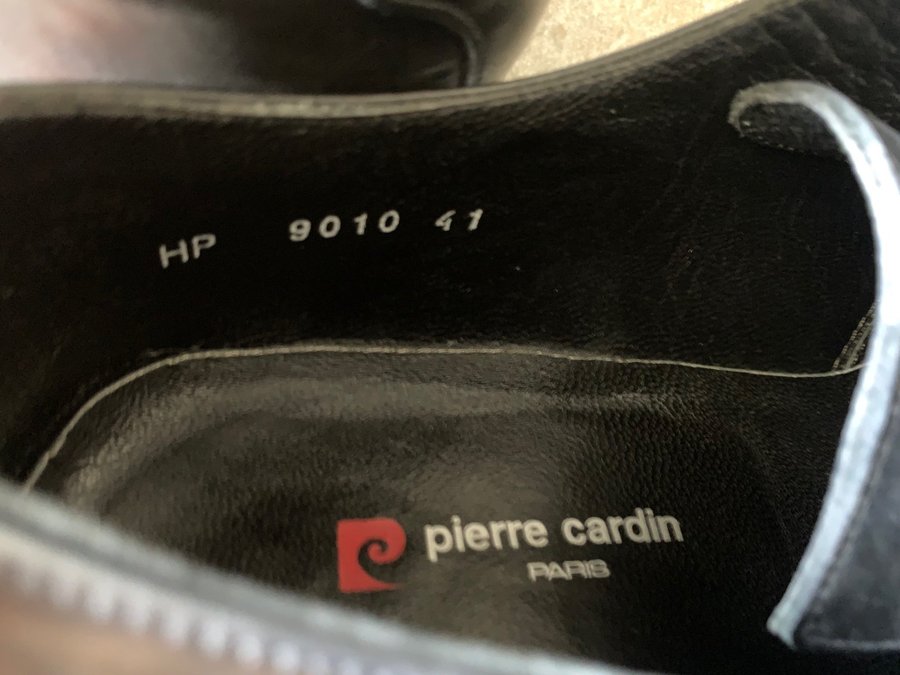 HP 9010 41
pierre cardin
PARIS